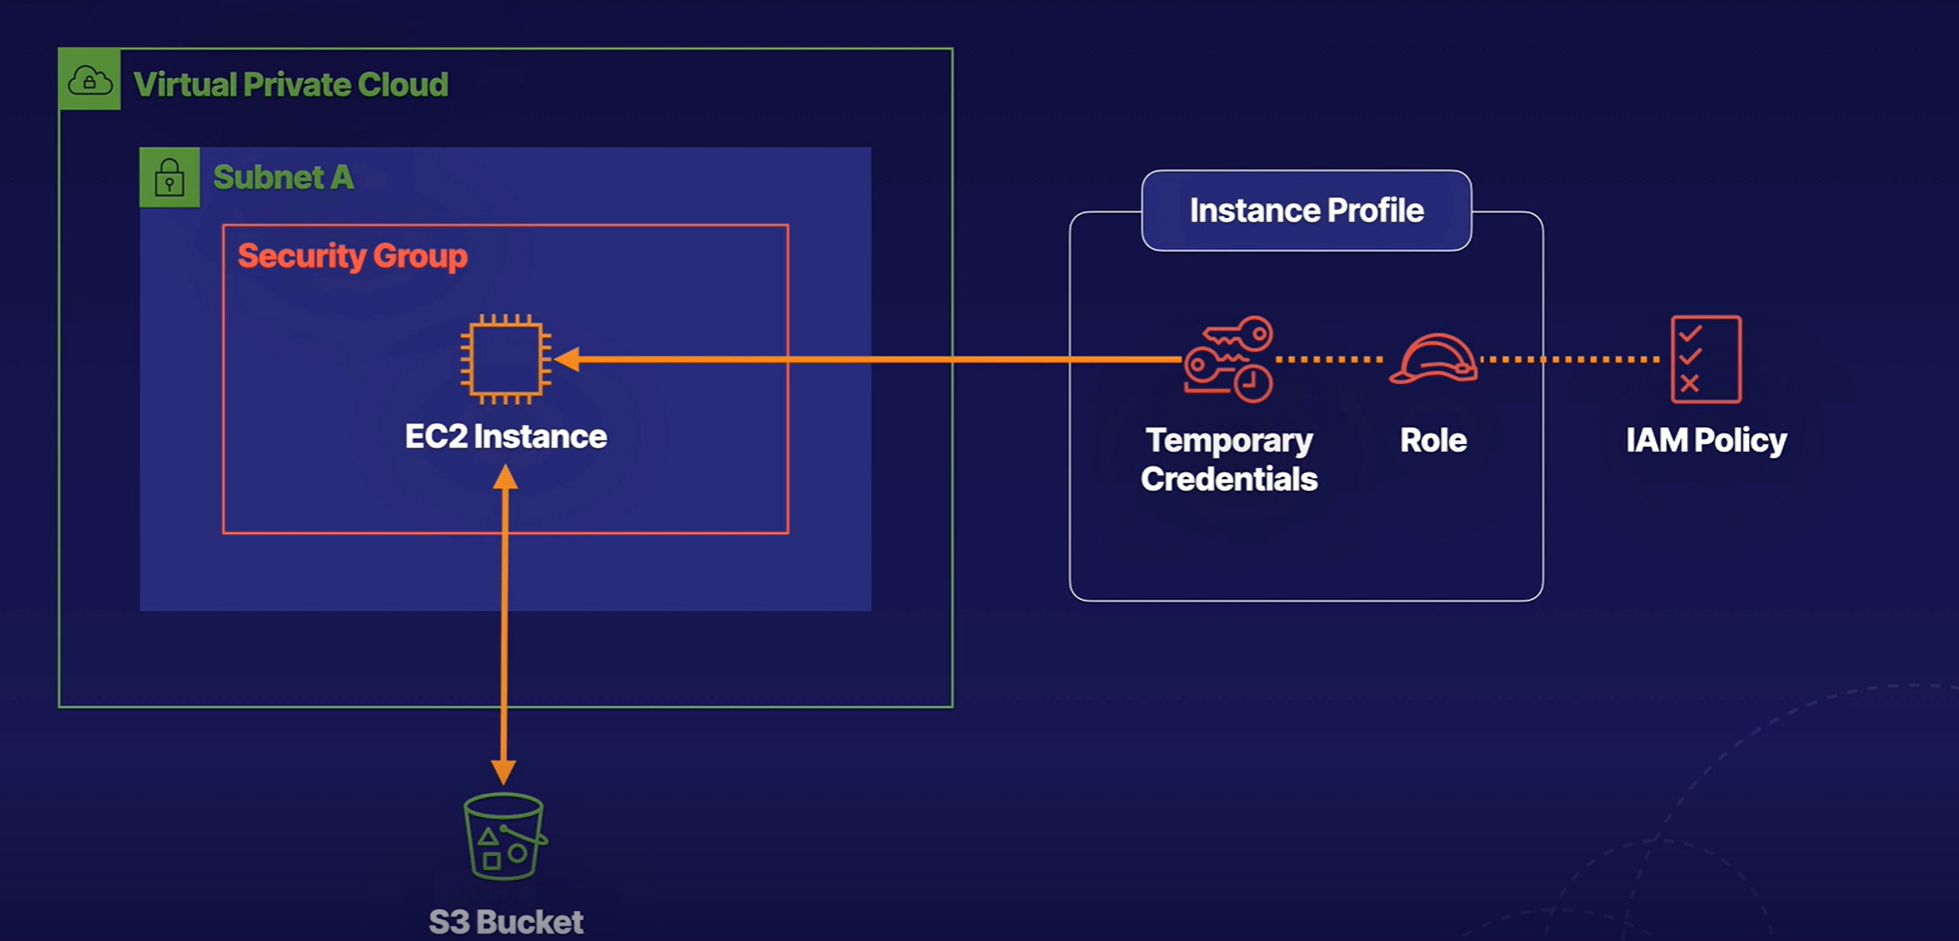 Virtual Private Cloud
Subnet A
Security Group
EC2 Instance
S3 Bucket
Instance Profile
Temporary
Credentials
Role
IAM Policy